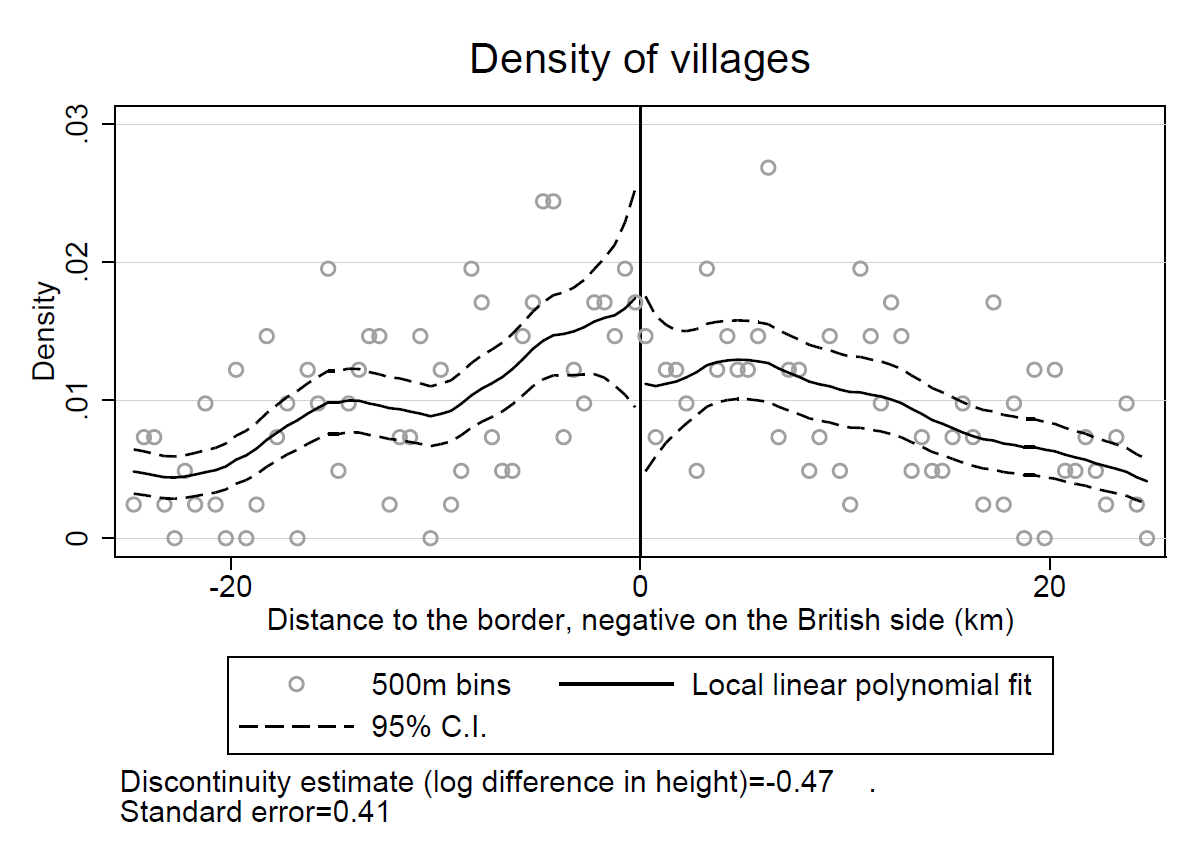 Density of villages
.03
.02
.01
0
Density
-20 0 20
Distance to the border, negative on the British side (km)
500m bins Local linear polynomial fit
95% C.I.
Discontinuity estimate (log difference in height)=-0.47 .
Standard error=0.41